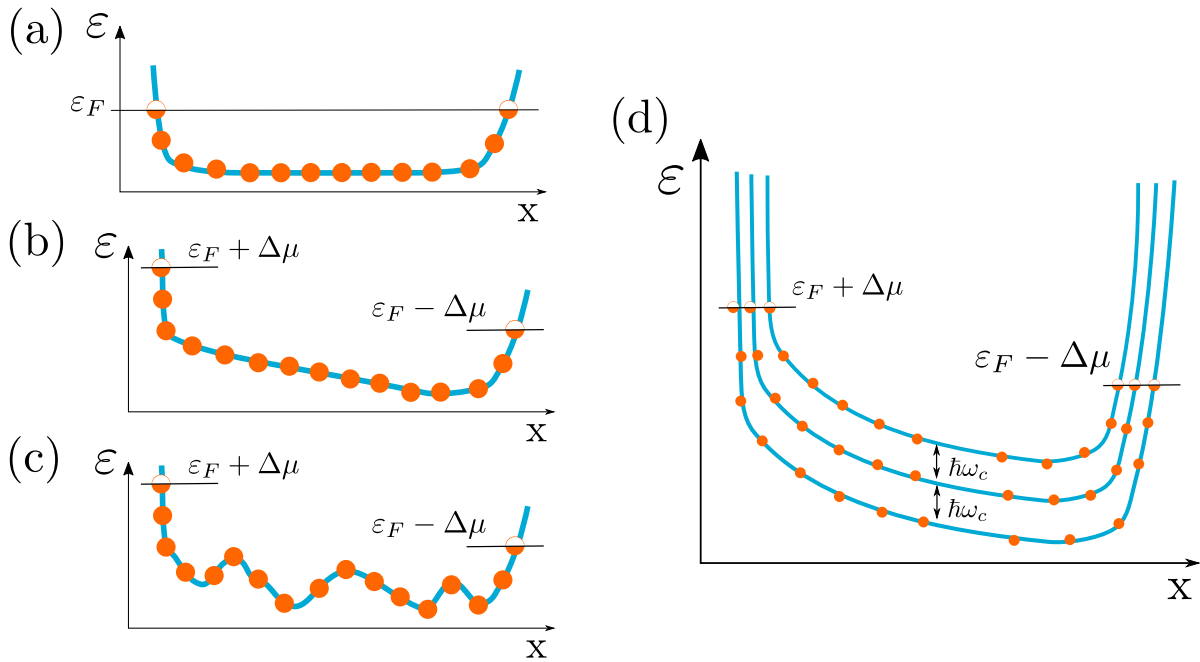 (a)
ε
ε_F
x
(b)
ε
ε_F + Δμ
ε_F − Δμ
x
(c)
ε
ε_F + Δμ
ε_F − Δμ
x
(d)
ε
ε_F + Δμ
ε_F − Δμ
ħω_c
ħω_c
x